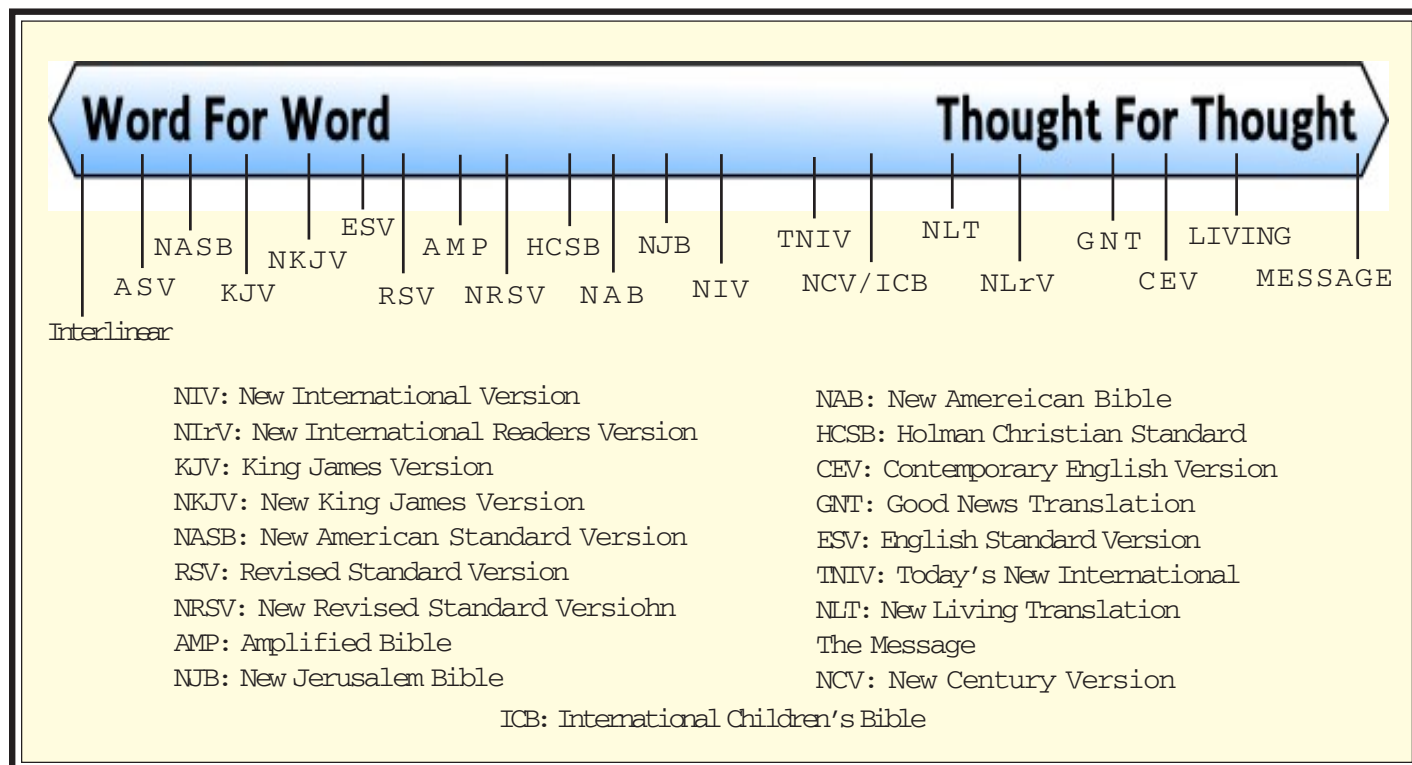 Word For Word Thought For Thought
ESV
NASB NKJV AMP HCSB NJB TNIV NLT GNT LIVING
ASV KJV RSV NRSV NAB NIV NCV/ICB NLrV CEV MESSAGE
Interlinear
NIV: New International Version
NIrV: New International Readers Version
KJV: King James Version
NKJV: New King James Version
NASB: New American Standard Version
RSV: Revised Standard Version
NRSV: New Revised Standard Versiohn
AMP: Amplified Bible
NJB: New Jerusalem Bible
NAB: New Amereican Bible
HCSB: Holman Christian Standard
CEV: Contemporary English Version
GNT: Good News Translation
ESV: English Standard Version
TNIV: Today's New International
NLT: New Living Translation
The Message
NCV: New Century Version
ICB: International Children's Bible